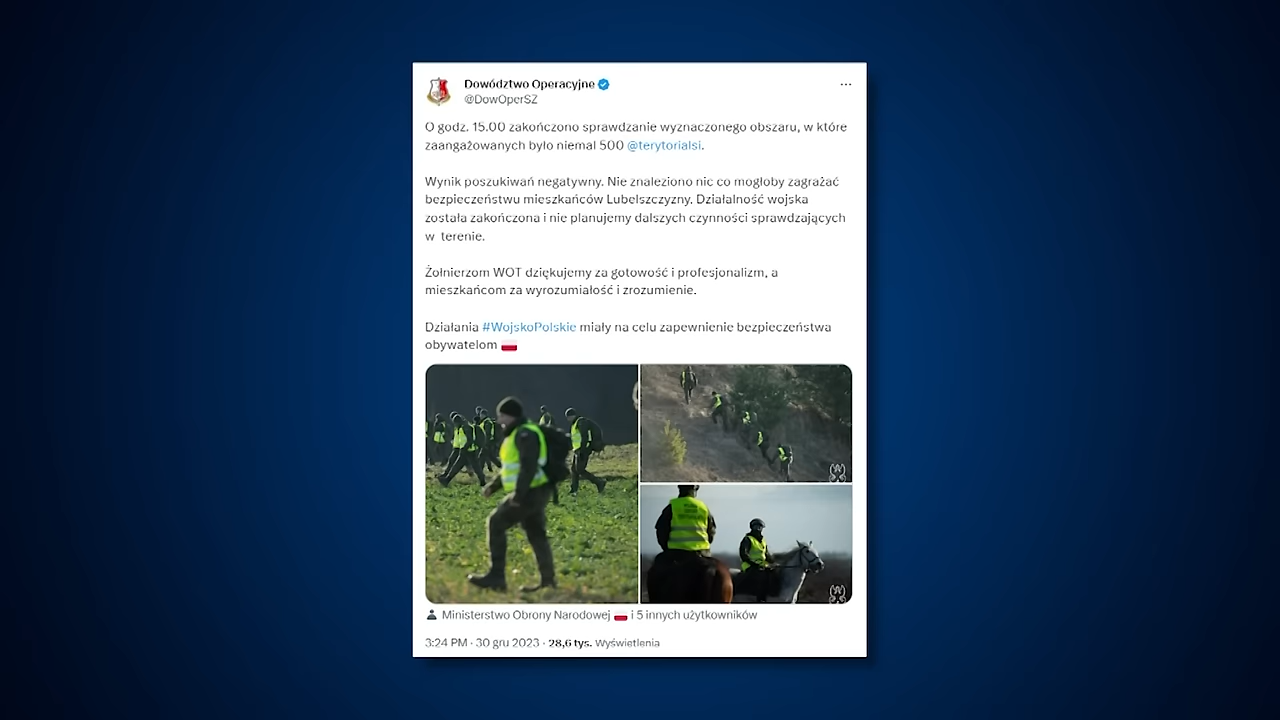 Dowództwo Operacyjne
@DowOperSZ
O godz. 15.00 zakończono sprawdzanie wyznaczonego obszaru, w które
zaangażowanych było niemal 500 @terytorialsi.
Wynik poszukiwań negatywny. Nie znaleziono nic co mogłoby zagrażać
bezpieczeństwu mieszkańców Lubelszczyzny. Działalność wojska
została zakończona i nie planujemy dalszych czynności sprawdzających
w terenie.
Żołnierzom WOT dziękujemy za gotowość i profesjonalizm, a
mieszkańcom za wyrozumiałość i zrozumienie.
Działania #WojskoPolskie miały na celu zapewnienie bezpieczeństwa
obywatelom
Ministerstwo Obrony Narodowej i 5 innych użytkowników
3:24 PM · 30 gru 2023 · 28,6 tys. Wyświetlenia